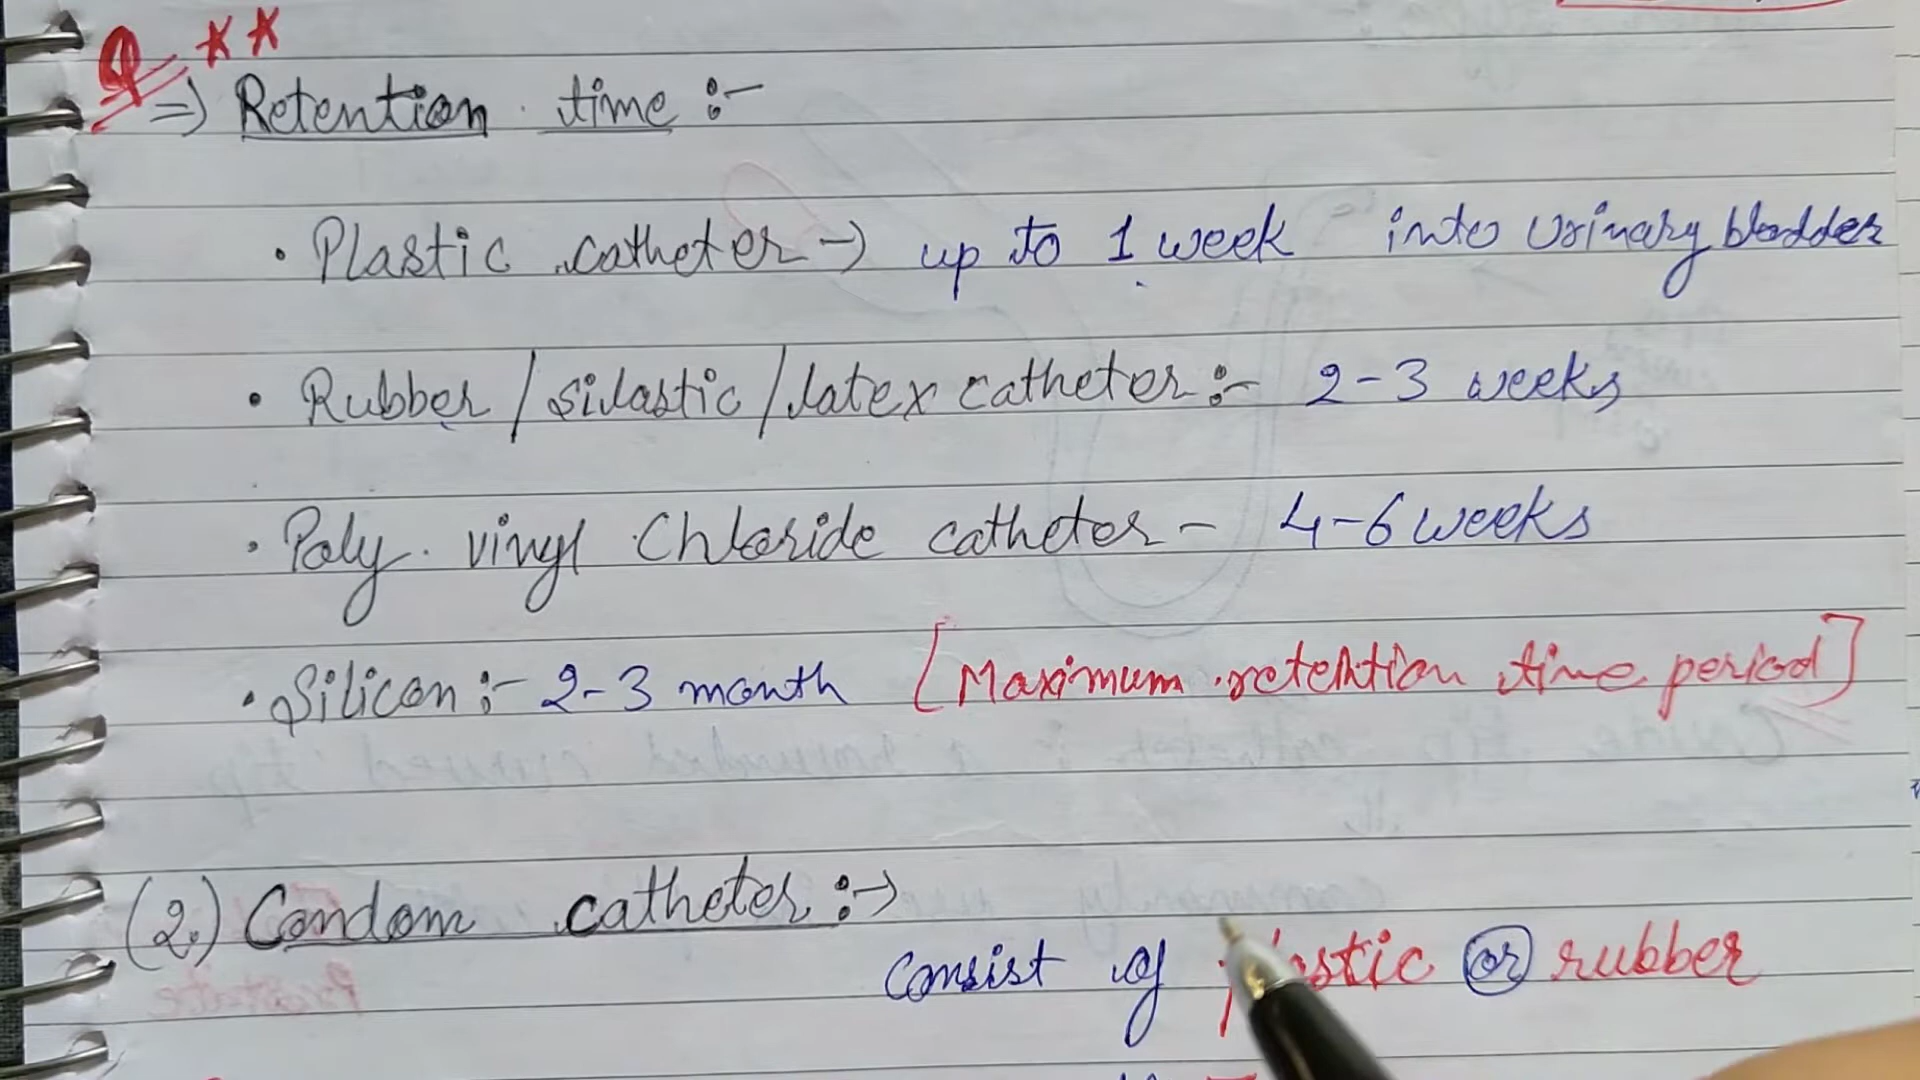 Q **
⇒ Retention time :-
• Plastic catheter → up to 1 week into Urinary bladder
• Rubber / Silastic / latex catheter :- 2-3 weeks
• Poly vinyl Chloride catheter - 4-6 weeks
• Silicon :- 2-3 month [Maximum retention time period]
(2.) Condom catheter :→
Consist of plastic or rubber